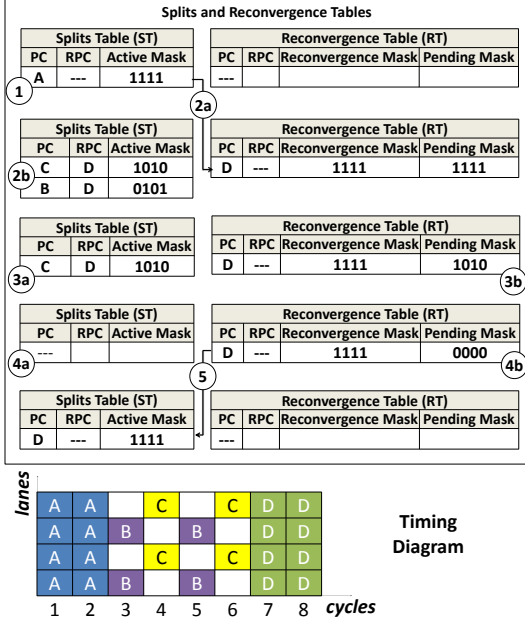 Splits and Reconvergence Tables
Splits Table (ST) Reconvergence Table (RT)
PC RPC Active Mask PC RPC Reconvergence Mask Pending Mask
A --- 1111 ---
1
2a
Splits Table (ST) Reconvergence Table (RT)
PC RPC Active Mask PC RPC Reconvergence Mask Pending Mask
C D 1010 D --- 1111 1111
2b
B D 0101
Splits Table (ST) Reconvergence Table (RT)
PC RPC Active Mask PC RPC Reconvergence Mask Pending Mask
C D 1010 D --- 1111 1010
3a 3b
Splits Table (ST) Reconvergence Table (RT)
PC RPC Active Mask PC RPC Reconvergence Mask Pending Mask
--- D --- 1111 0000
4a 4b
5
Splits Table (ST) Reconvergence Table (RT)
PC RPC Active Mask PC RPC Reconvergence Mask Pending Mask
D --- 1111 ---
lanes
A A C C D D
A A B B D D
A A C C D D
A A B B D D
1 2 3 4 5 6 7 8 cycles
Timing
Diagram